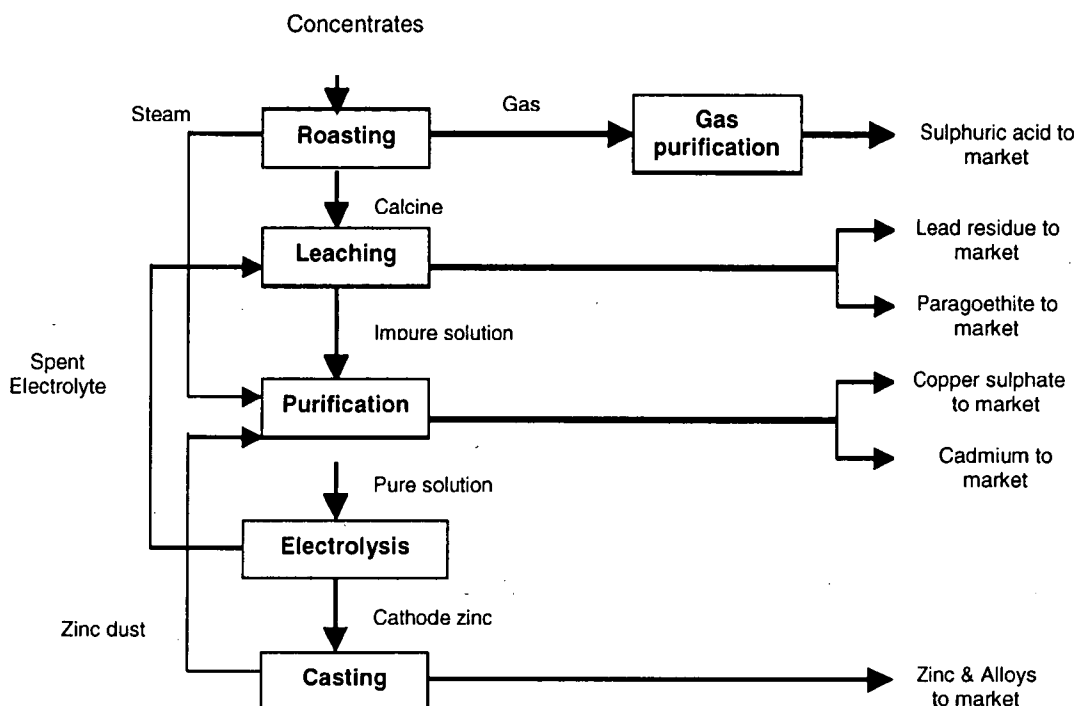 Concentrates
Steam
Gas
Roasting
Gas
purification
Sulphuric acid to
market
Calcine
Leaching
Lead residue to
market
Paragoethite to
market
Impure solution
Spent
Electrolyte
Purification
Copper sulphate
to market
Cadmium to
market
Pure solution
Electrolysis
Zinc dust
Cathode zinc
Casting
Zinc & Alloys
to market